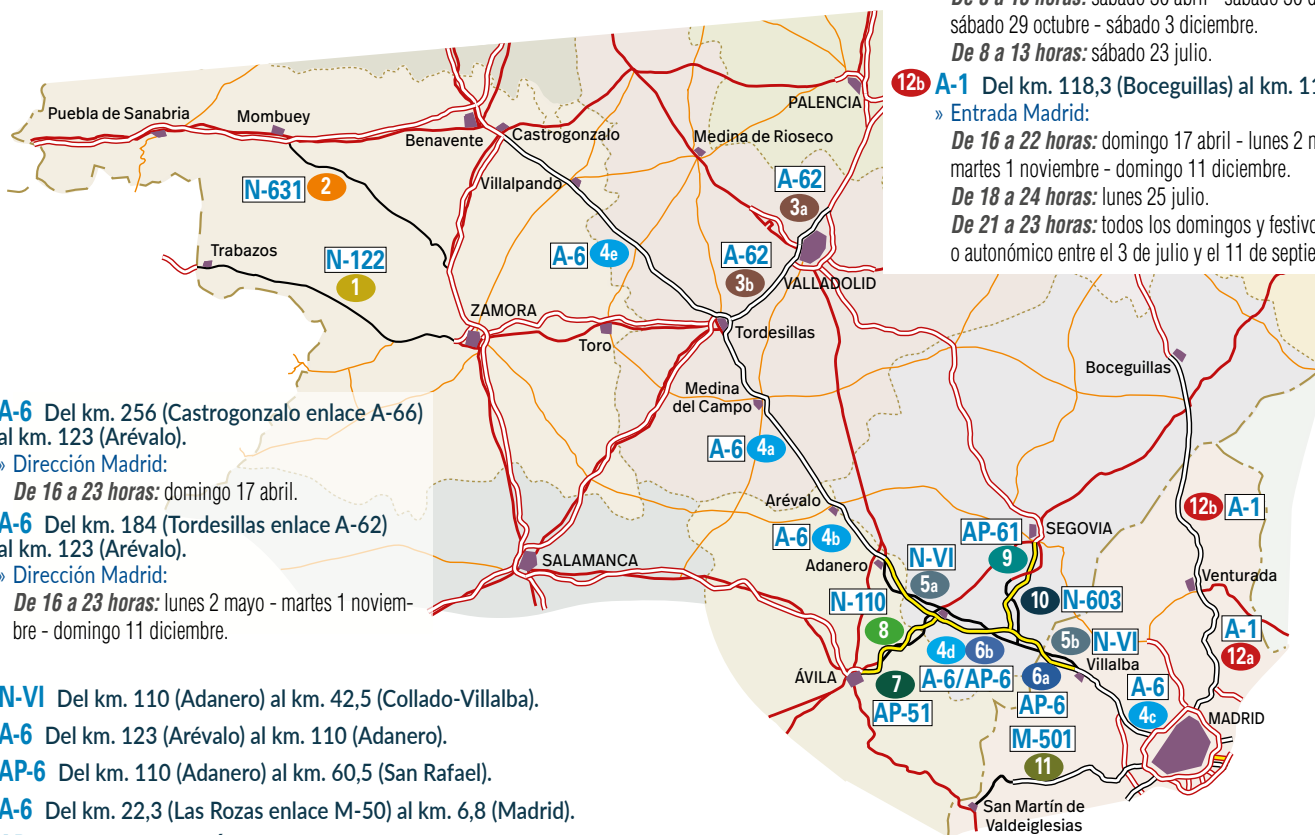 sábado 29 octubre - sábado 3 diciembre.
De 8 a 13 horas: sábado 23 julio.
12b A-1 Del km. 118,3 (Boceguillas) al km.
» Entrada Madrid:
De 16 a 22 horas: domingo 17 abril - lunes 2
martes 1 noviembre - domingo 11 diciembre.
De 18 a 24 horas: lunes 25 julio.
De 21 a 23 horas: todos los domingos y
o autonómico entre el 3 de julio y el 11 de
Puebla de Sanabria
Mombuey
Benavente
Castrogonzalo
Medina de Rioseco
PALENCIA
N-631 2
Villalpando
A-62
3a
Trabazos
N-122
1
A-6 4e
A-62
3b
VALLADOLID
ZAMORA
Toro
Tordesillas
Boceguillas
Medina
del Campo
A-6 4a
Arévalo
A-6 4b
Adanero
SALAMANCA
N-VI
5a
AP-61
9
SEGOVIA
12b A-1
N-110
8
10 N-603
Venturada
5b N-VI
Villalba
A-1
12a
ÁVILA
7
AP-51
4d 6b
A-6/AP-6
6a
AP-6
A-6
4c
MADRID
M-501
11
San Martín de
Valdeiglesias
A-6 Del km. 256 (Castrogonzalo enlace A-66)
al km. 123 (Arévalo).
» Dirección Madrid:
De 16 a 23 horas: domingo 17 abril.
A-6 Del km. 184 (Tordesillas enlace A-62)
al km. 123 (Arévalo).
» Dirección Madrid:
De 16 a 23 horas: lunes 2 mayo - martes 1 noviem-
bre - domingo 11 diciembre.
N-VI Del km. 110 (Adanero) al km. 42,5 (Collado-Villalba).
A-6 Del km. 123 (Arévalo) al km. 110 (Adanero).
AP-6 Del km. 110 (Adanero) al km. 60,5 (San Rafael).
A-6 Del km. 22,3 (Las Rozas enlace M-50) al km. 6,8 (Madrid).